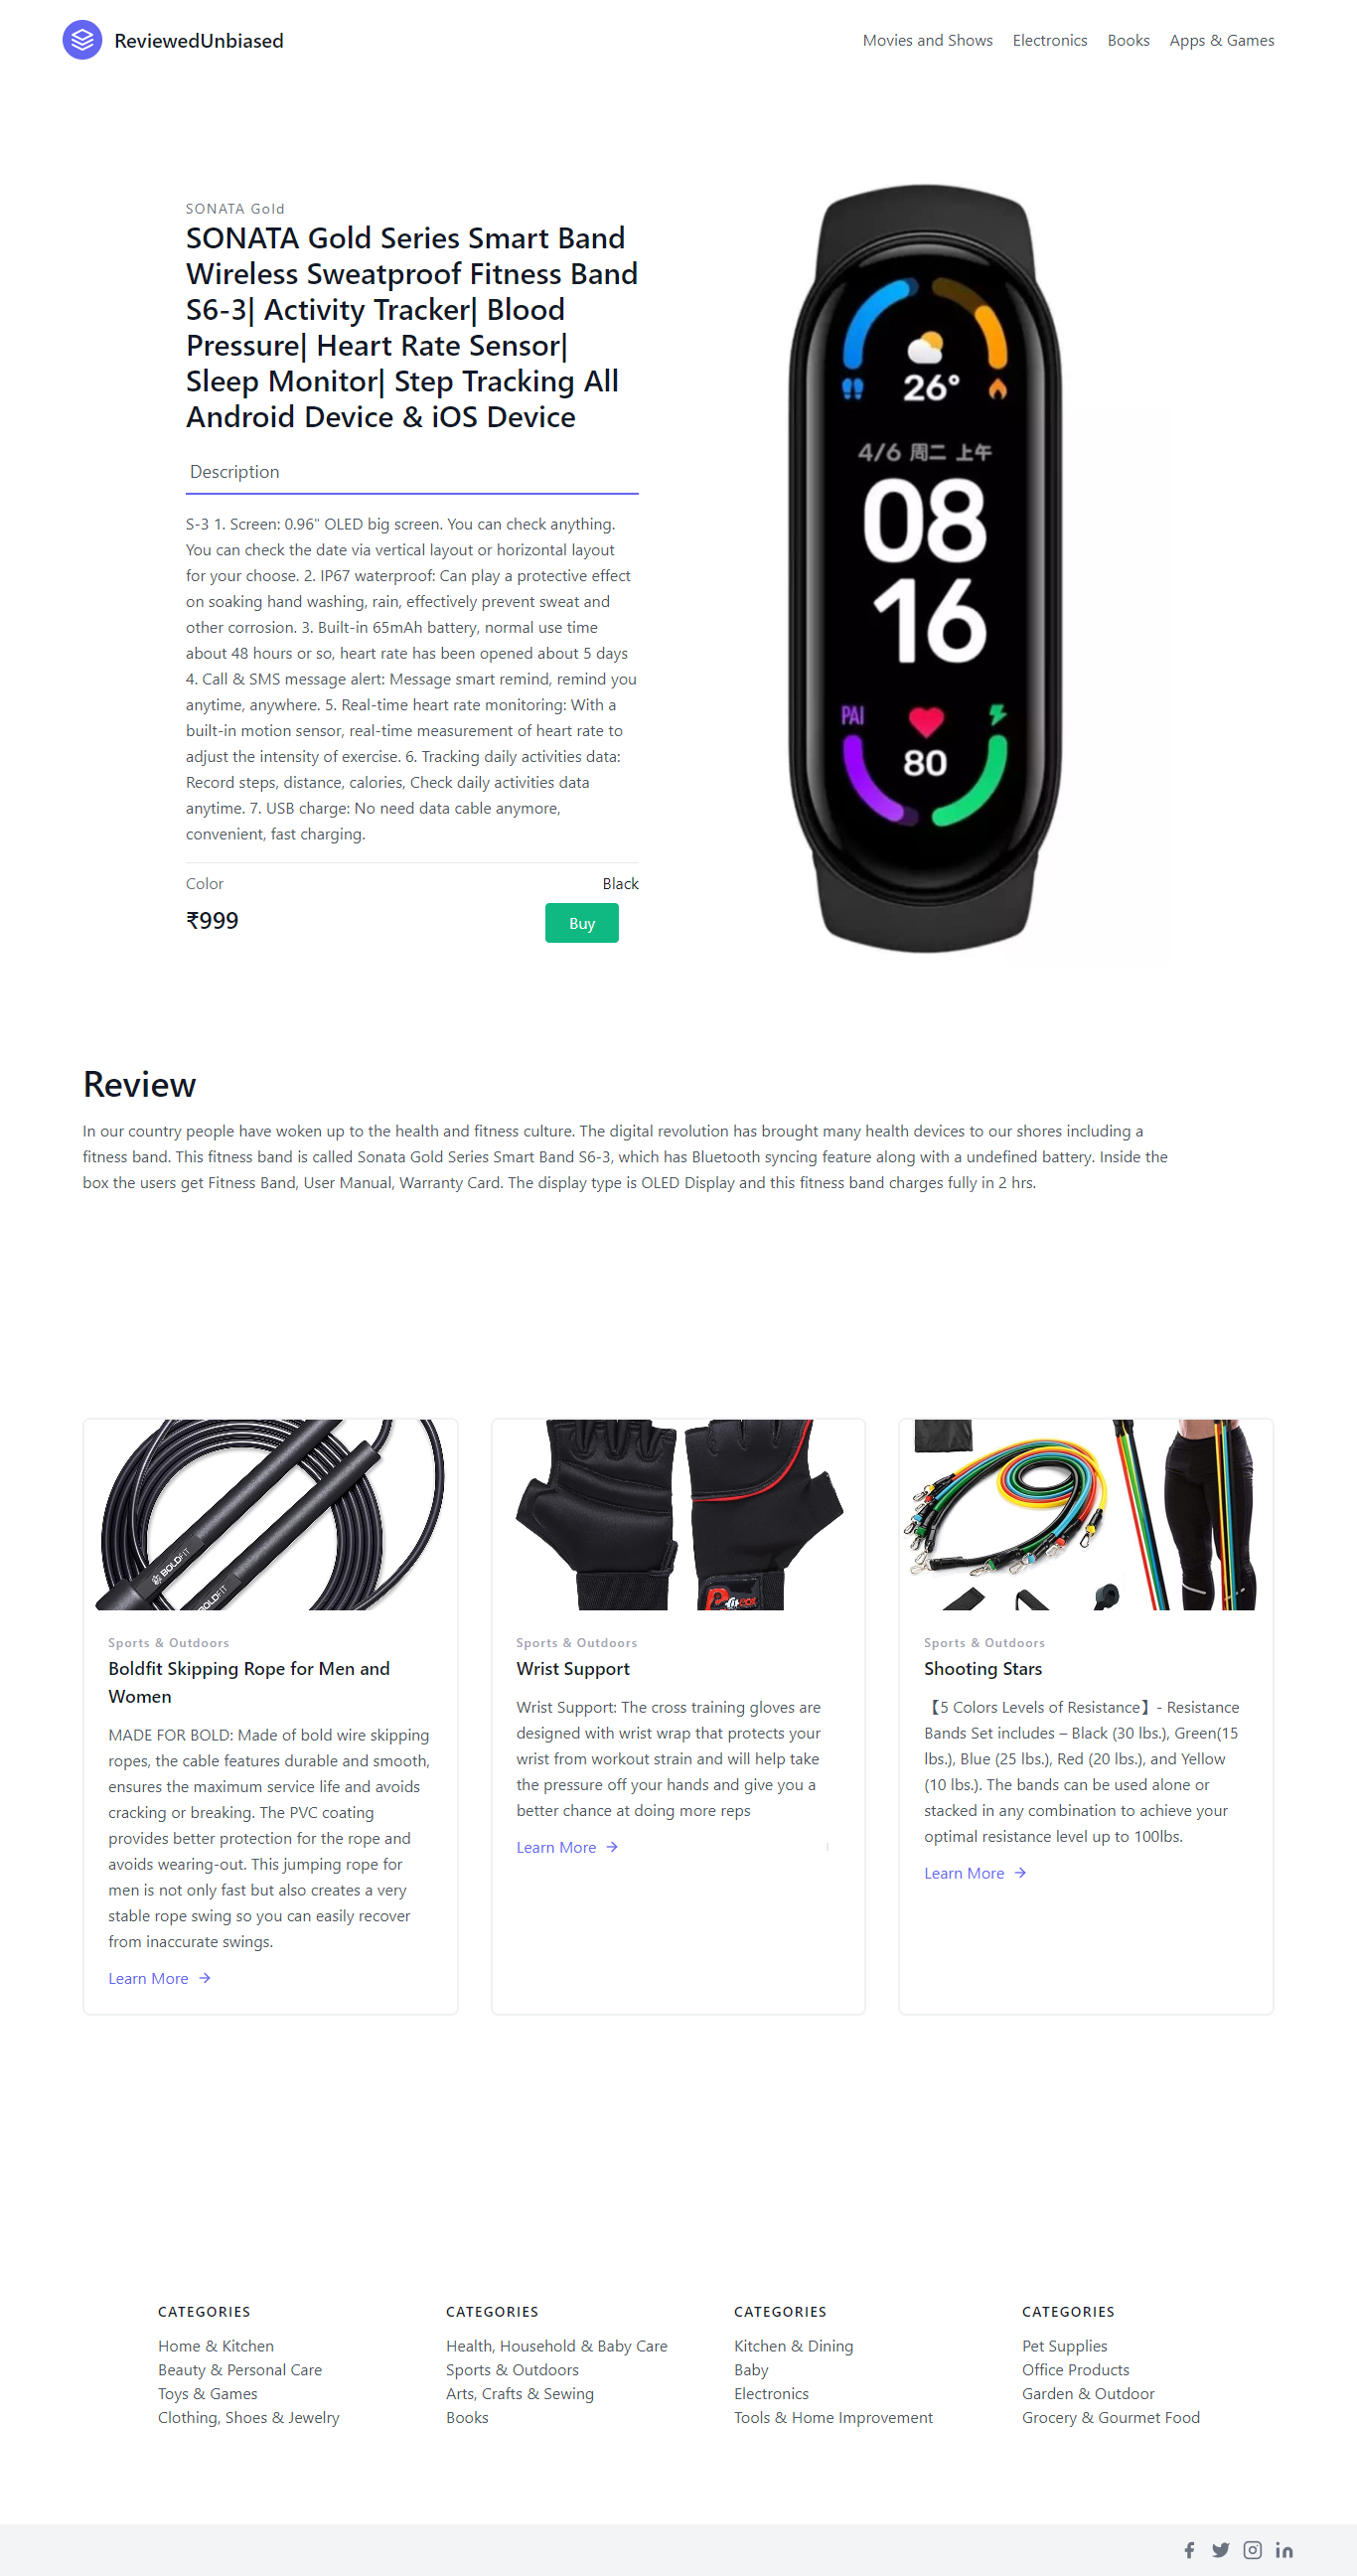 ReviewedUnbiased
Movies and Shows
Electronics
Books
Apps & Games
SONATA Gold
SONATA Gold Series Smart Band
Wireless Sweatproof Fitness Band
S6-3| Activity Tracker| Blood
Pressure| Heart Rate Sensor|
Sleep Monitor| Step Tracking All
Android Device & iOS Device
Description
S-3 1. Screen: 0.96" OLED big screen. You can check anything.
You can check the date via vertical layout or horizontal layout
for your choose. 2. IP67 waterproof: Can play a protective effect
on soaking hand washing, rain, effectively prevent sweat and
other corrosion. 3. Built-in 65mAh battery, normal use time
about 48 hours or so, heart rate has been opened about 5 days
4. Call & SMS message alert: Message smart remind, remind you
anytime, anywhere. 5. Real-time heart rate monitoring: With a
built-in motion sensor, real-time measurement of heart rate to
adjust the intensity of exercise. 6. Tracking daily activities data:
Record steps, distance, calories, Check daily activities data
anytime. 7. USB charge: No need data cable anymore,
convenient, fast charging.
Color
Black
₹999
Buy
26°
4/6 周二 上午
08
16
PAI
80
Review
In our country people have woken up to the health and fitness culture. The digital revolution has brought many health devices to our shores including a
fitness band. This fitness band is called Sonata Gold Series Smart Band S6-3, which has Bluetooth syncing feature along with a undefined battery. Inside the
box the users get Fitness Band, User Manual, Warranty Card. The display type is OLED Display and this fitness band charges fully in 2 hrs.
BOLDFIT
BOLDFIT
Sports & Outdoors
Boldfit Skipping Rope for Men and
Women
MADE FOR BOLD: Made of bold wire skipping
ropes, the cable features durable and smooth,
ensures the maximum service life and avoids
cracking or breaking. The PVC coating
provides better protection for the rope and
avoids wearing-out. This jumping rope for
men is not only fast but also creates a very
stable rope swing so you can easily recover
from inaccurate swings.
Learn More
Sports & Outdoors
Wrist Support
Wrist Support: The cross training gloves are
designed with wrist wrap that protects your
wrist from workout strain and will help take
the pressure off your hands and give you a
better chance at doing more reps
Learn More
Sports & Outdoors
Shooting Stars
【5 Colors Levels of Resistance】- Resistance
Bands Set includes – Black (30 lbs.), Green(15
lbs.), Blue (25 lbs.), Red (20 lbs.), and Yellow
(10 lbs.). The bands can be used alone or
stacked in any combination to achieve your
optimal resistance level up to 100lbs.
Learn More
CATEGORIES
Home & Kitchen
Beauty & Personal Care
Toys & Games
Clothing, Shoes & Jewelry
CATEGORIES
Health, Household & Baby Care
Sports & Outdoors
Arts, Crafts & Sewing
Books
CATEGORIES
Kitchen & Dining
Baby
Electronics
Tools & Home Improvement
CATEGORIES
Pet Supplies
Office Products
Garden & Outdoor
Grocery & Gourmet Food